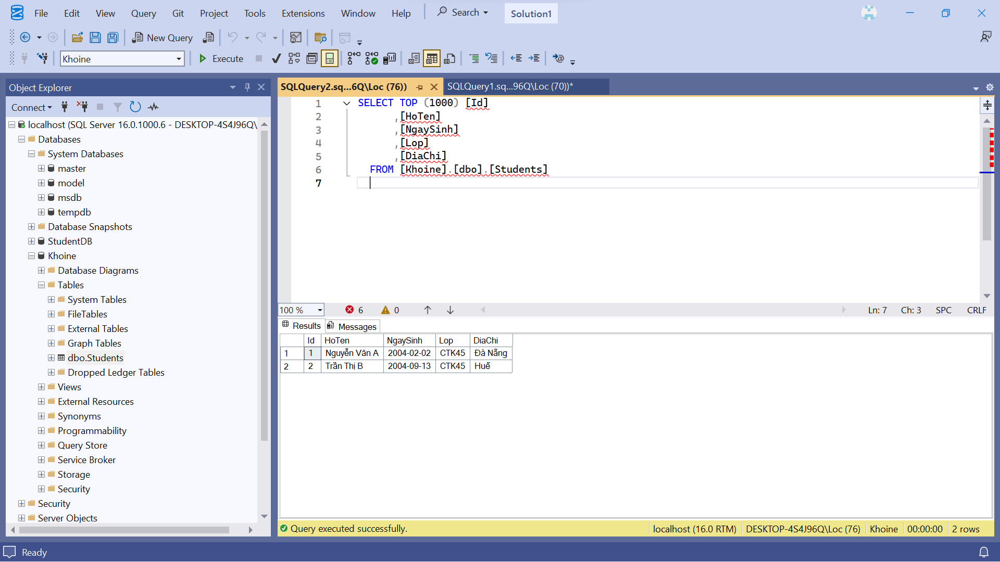 File Edit View Query Git Project Tools Extensions Window Help Search Solution1
New Query
Khoine Execute
Object Explorer
Connect
localhost (SQL Server 16.0.1000.6 - DESKTOP-4S4J96Q\
Databases
System Databases
master
model
msdb
tempdb
Database Snapshots
StudentDB
Khoine
Database Diagrams
Tables
System Tables
FileTables
External Tables
Graph Tables
dbo.Students
Dropped Ledger Tables
Views
External Resources
Synonyms
Programmability
Query Store
Service Broker
Storage
Security
Security
Server Objects
SQLQuery2.sq...6Q\Loc (76)) SQLQuery1.sq...96Q\Loc (70))*
1 SELECT TOP (1000) [Id]
2 ,[HoTen]
3 ,[NgaySinh]
4 ,[Lop]
5 ,[DiaChi]
6 FROM [Khoine].[dbo].[Students]
7
100 % 6 0 Ln: 7 Ch: 3 SPC CRLF
Results Messages
Id HoTen NgaySinh Lop DiaChi
1 1 Nguyễn Văn A 2004-02-02 CTK45 Đà Nẵng
2 2 Trần Thị B 2004-09-13 CTK45 Huế
Query executed successfully. localhost (16.0 RTM) DESKTOP-4S4J96Q\Loc (76) Khoine 00:00:00 2 rows
Ready